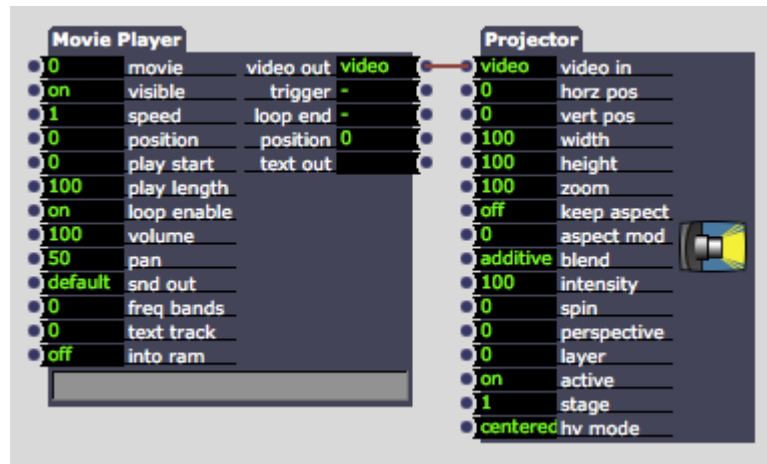 Movie Player
0 movie video out video
on visible trigger -
1 speed loop end -
0 position position 0
0 play start text out
100 play length
on loop enable
100 volume
50 pan
default snd out
0 freq bands
0 text track
off into ram
Projector
video video in
0 horz pos
0 vert pos
100 width
100 height
100 zoom
off keep aspect
0 aspect mod
additive blend
100 intensity
0 spin
0 perspective
0 layer
on active
1 stage
centered hv mode